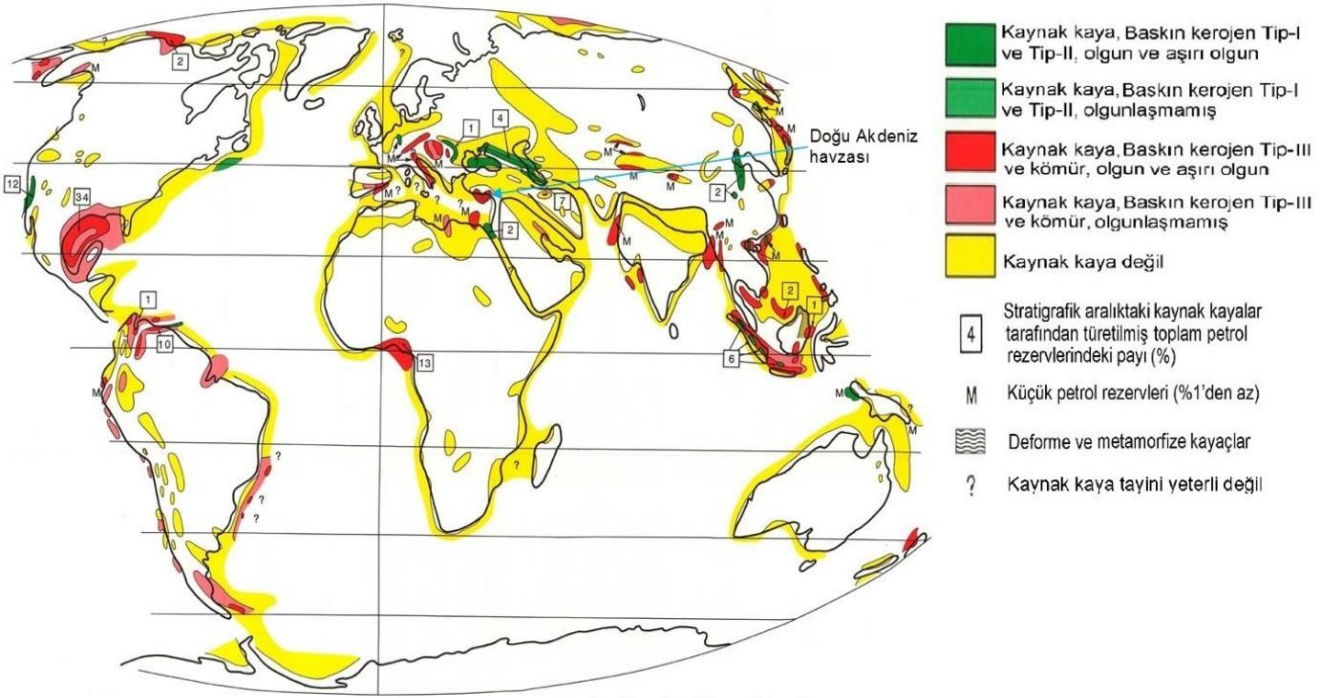 Kaynak kaya, Baskın kerojen Tip-I
ve Tip-II, olgun ve aşırı olgun
Kaynak kaya, Baskın kerojen Tip-I
ve Tip-II, olgunlaşmamış
Kaynak kaya, Baskın kerojen Tip-III
ve kömür, olgun ve aşırı olgun
Kaynak kaya, Baskın kerojen Tip-III
ve kömür, olgunlaşmamış
Kaynak kaya değil
4
Stratigrafik aralıktaki kaynak kayalar
tarafından türetilmiş toplam petrol
rezervlerindeki payı (%)
M
Küçük petrol rezervleri (%1'den az)
Deforme ve metamorfize kayaçlar
?
Kaynak kaya tayini yeterli değil
Doğu Akdeniz
havzası
?
2
M
?
1
4
M
M
12
34
M
?
?
?
7
M
M
2
?
M
M
M
M
M
2
M
M
M
M
1
10
13
M
2
1
6
M
?
M
?
?
?
?
?